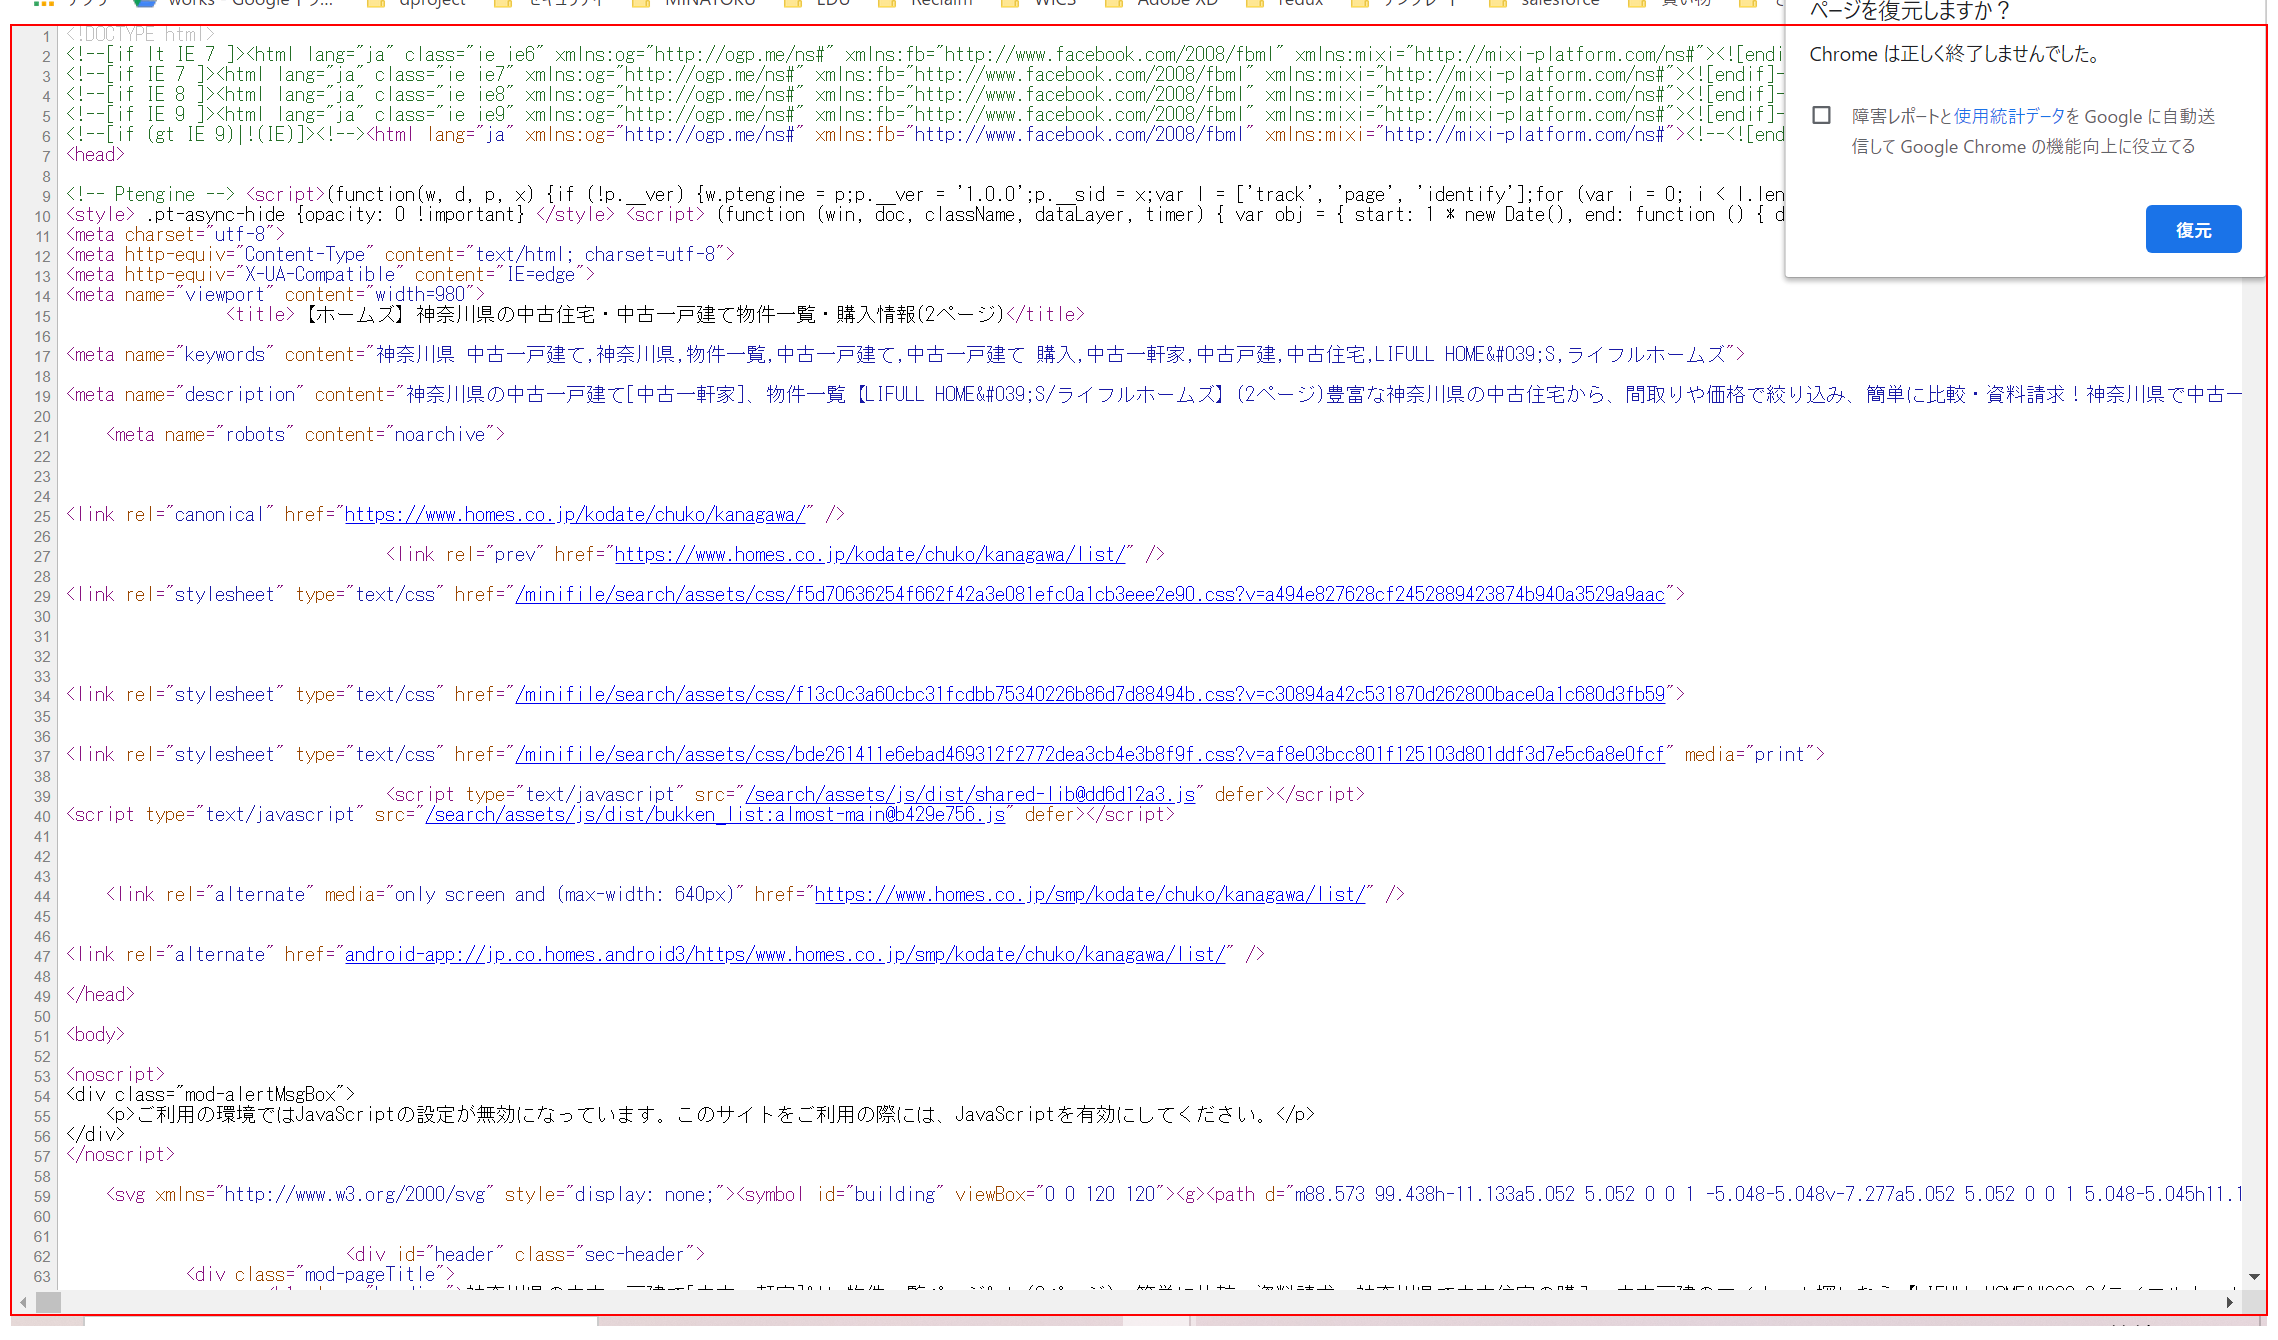 works - Google ドラ...
dproject
セキュリティ
MINATOKU
EDU
Reclaim
WICS
Adobe XD
redux
テンプレート
salesforce
買い物
ページを復元しますか？
Chrome は正しく終了しませんでした。
障害レポートと使用統計データを Google に自動送
信して Google Chrome の機能向上に役立てる
復元
1 <!DOCTYPE html>
2 <!--[if lt IE 7 ]><html lang="ja" class="ie ie6" xmlns:og="http://ogp.me/ns#" xmlns:fb="http://www.facebook.com/2008/fbml" xmlns:mixi="http://mixi-platform.com/ns#"><![endi
3 <!--[if IE 7 ]><html lang="ja" class="ie ie7" xmlns:og="http://ogp.me/ns#" xmlns:fb="http://www.facebook.com/2008/fbml" xmlns:mixi="http://mixi-platform.com/ns#"><![endif]-
4 <!--[if IE 8 ]><html lang="ja" class="ie ie8" xmlns:og="http://ogp.me/ns#" xmlns:fb="http://www.facebook.com/2008/fbml" xmlns:mixi="http://mixi-platform.com/ns#"><![endif]-
5 <!--[if IE 9 ]><html lang="ja" class="ie ie9" xmlns:og="http://ogp.me/ns#" xmlns:fb="http://www.facebook.com/2008/fbml" xmlns:mixi="http://mixi-platform.com/ns#"><![endif]-
6 <!--[if (gt IE 9)|!(IE)]><!--><html lang="ja" xmlns:og="http://ogp.me/ns#" xmlns:fb="http://www.facebook.com/2008/fbml" xmlns:mixi="http://mixi-platform.com/ns#"><!--<![end
7 <head>
8
9 <!-- Ptengine --> <script>(function(w, d, p, x) {if (!p.__ver) {w.ptengine = p;p.__ver = '1.0.0';p.__sid = x;var l = ['track', 'page', 'identify'];for (var i = 0; i < l.len
10 <style> .pt-async-hide {opacity: 0 !important} </style> <script> (function (win, doc, className, dataLayer, timer) { var obj = { start: 1 * new Date(), end: function () { d
11 <meta charset="utf-8">
12 <meta http-equiv="Content-Type" content="text/html; charset=utf-8">
13 <meta http-equiv="X-UA-Compatible" content="IE=edge">
14 <meta name="viewport" content="width=980">
15 <title>【ホームズ】神奈川県の中古住宅・中古一戸建て物件一覧・購入情報(2ページ)</title>
16
17 <meta name="keywords" content="神奈川県 中古一戸建て,神奈川県,物件一覧,中古一戸建て,中古一戸建て 購入,中古一軒家,中古戸建,中古住宅,LIFULL HOME&#039;S,ライフルホームズ">
18
19 <meta name="description" content="神奈川県の中古一戸建て[中古一軒家]、物件一覧【LIFULL HOME&#039;S/ライフルホームズ】(2ページ)豊富な神奈川県の中古住宅から、間取りや価格で絞り込み、簡単に比較・資料請求！神奈川県で中古一
20
21 <meta name="robots" content="noarchive">
22
23
24
25 <link rel="canonical" href="https://www.homes.co.jp/kodate/chuko/kanagawa/" />
26
27 <link rel="prev" href="https://www.homes.co.jp/kodate/chuko/kanagawa/list/" />
28
29 <link rel="stylesheet" type="text/css" href="/minifile/search/assets/css/f5d70636254f662f42a3e081efc0a1cb3eee2e90.css?v=a494e827628cf2452889423874b940a3529a9aac">
30
31
32
33
34 <link rel="stylesheet" type="text/css" href="/minifile/search/assets/css/f13c0c3a60cbc31fcdbb75340226b86d7d88494b.css?v=c30894a42c531870d262800bace0a1c680d3fb59">
35
36
37 <link rel="stylesheet" type="text/css" href="/minifile/search/assets/css/bde261411e6ebad469312f2772dea3cb4e3b8f9f.css?v=af8e03bcc801f125103d801ddf3d7e5c6a8e0fcf" media="print">
38
39 <script type="text/javascript" src="/search/assets/js/dist/shared-lib@dd6d12a3.js" defer></script>
40 <script type="text/javascript" src="/search/assets/js/dist/bukken_list:almost-main@b429e756.js" defer></script>
41
42
43
44 <link rel="alternate" media="only screen and (max-width: 640px)" href="https://www.homes.co.jp/smp/kodate/chuko/kanagawa/list/" />
45
46
47 <link rel="alternate" href="android-app://jp.co.homes.android3/https/www.homes.co.jp/smp/kodate/chuko/kanagawa/list/" />
48
49 </head>
50
51 <body>
52
53 <noscript>
54 <div class="mod-alertMsgBox">
55 <p>ご利用の環境ではJavaScriptの設定が無効になっています。このサイトをご利用の際には、JavaScriptを有効にしてください。</p>
56 </div>
57 </noscript>
58
59 <svg xmlns="http://www.w3.org/2000/svg" style="display: none;"><symbol id="building" viewBox="0 0 120 120"><g><path d="m88.573 99.438h-11.133a5.052 5.052 0 0 1 -5.048-5.048v-7.277a5.052 5.052 0 0 1 5.048-5.045h11.1
60
61
62 <div id="header" class="sec-header">
63 <div class="mod-pageTitle">